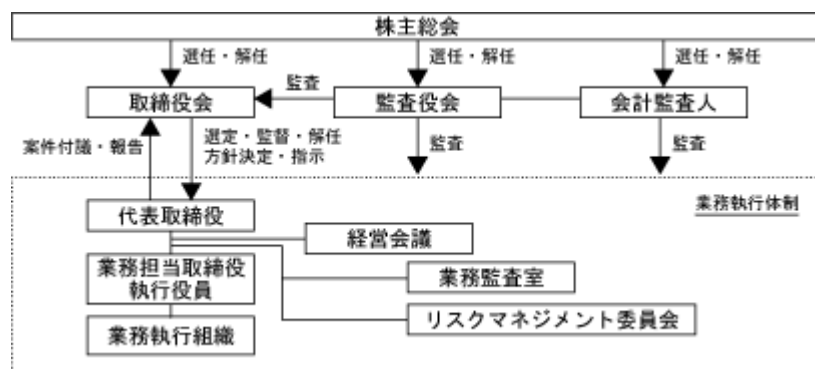 株主総会
選任・解任
選任・解任
選任・解任
取締役会
監査
監査役会
会計監査人
案件付議・報告
選定・監督・解任
方針決定・指示
監査
監査
業務執行体制
代表取締役
経営会議
業務担当取締役
執行役員
業務監査室
業務執行組織
リスクマネジメント委員会